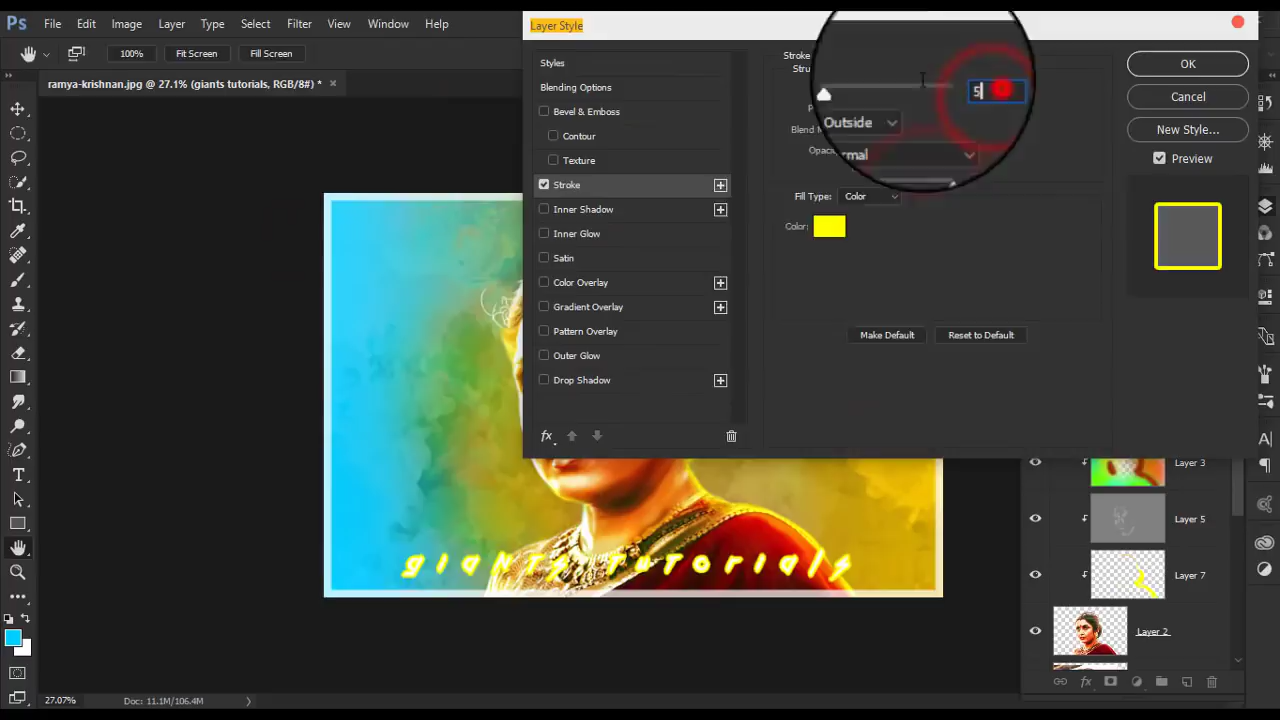 Ps File Edit Image Layer Type Select Filter View Window Help
100% Fit Screen Fill Screen
ramya-krishnan.jpg @ 27.1% (giants tutorials, RGB/8#) * ×
Layer Style
Styles
Blending Options
Bevel & Emboss
Contour
Texture
Stroke
Inner Shadow
Inner Glow
Satin
Color Overlay
Gradient Overlay
Pattern Overlay
Outer Glow
Drop Shadow
fx
Stroke
5
Outside
Fill Type: Color
Color:
Make Default Reset to Default
OK
Cancel
New Style...
Preview
giants tutorials
Layer 3
Layer 5
Layer 7
Layer 2
fx
27.07% Doc: 11.1M/106.4M